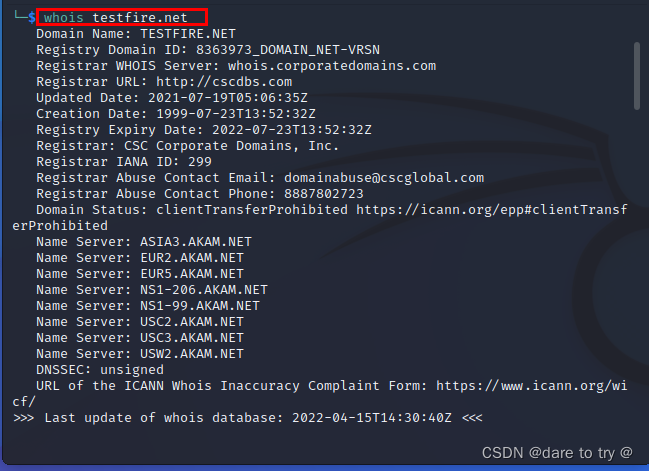 └─$ whois testfire.net
Domain Name: TESTFIRE.NET
Registry Domain ID: 8363973_DOMAIN_NET-VRSN
Registrar WHOIS Server: whois.corporatedomains.com
Registrar URL: http://cscdbs.com
Updated Date: 2021-07-19T05:06:35Z
Creation Date: 1999-07-23T13:52:32Z
Registry Expiry Date: 2022-07-23T13:52:32Z
Registrar: CSC Corporate Domains, Inc.
Registrar IANA ID: 299
Registrar Abuse Contact Email: domainabuse@cscglobal.com
Registrar Abuse Contact Phone: 8887802723
Domain Status: clientTransferProhibited https://icann.org/epp#clientTransf
erProhibited
Name Server: ASIA3.AKAM.NET
Name Server: EUR2.AKAM.NET
Name Server: EUR5.AKAM.NET
Name Server: NS1-206.AKAM.NET
Name Server: NS1-99.AKAM.NET
Name Server: USC2.AKAM.NET
Name Server: USC3.AKAM.NET
Name Server: USW2.AKAM.NET
DNSSEC: unsigned
URL of the ICANN Whois Inaccuracy Complaint Form: https://www.icann.org/wi
cf/
>>> Last update of whois database: 2022-04-15T14:30:40Z <<<
CSDN @dare to try @